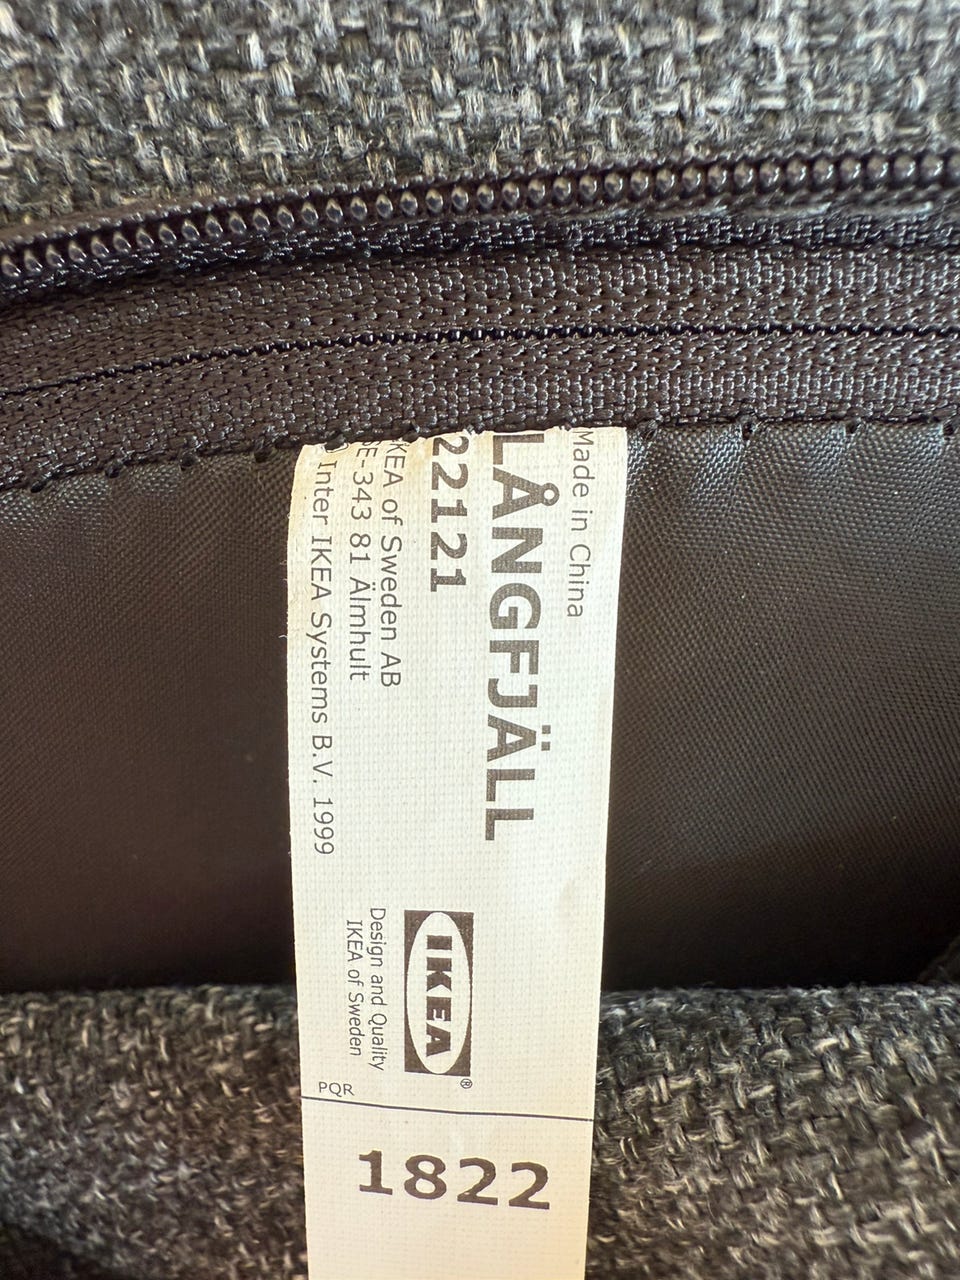 Made in China
LÅNGFJÄLL
22121
IKEA of Sweden AB
SE-343 81 Älmhult
Inter IKEA Systems B.V. 1999
IKEA®
Design and Quality
IKEA of Sweden
PQR
1822